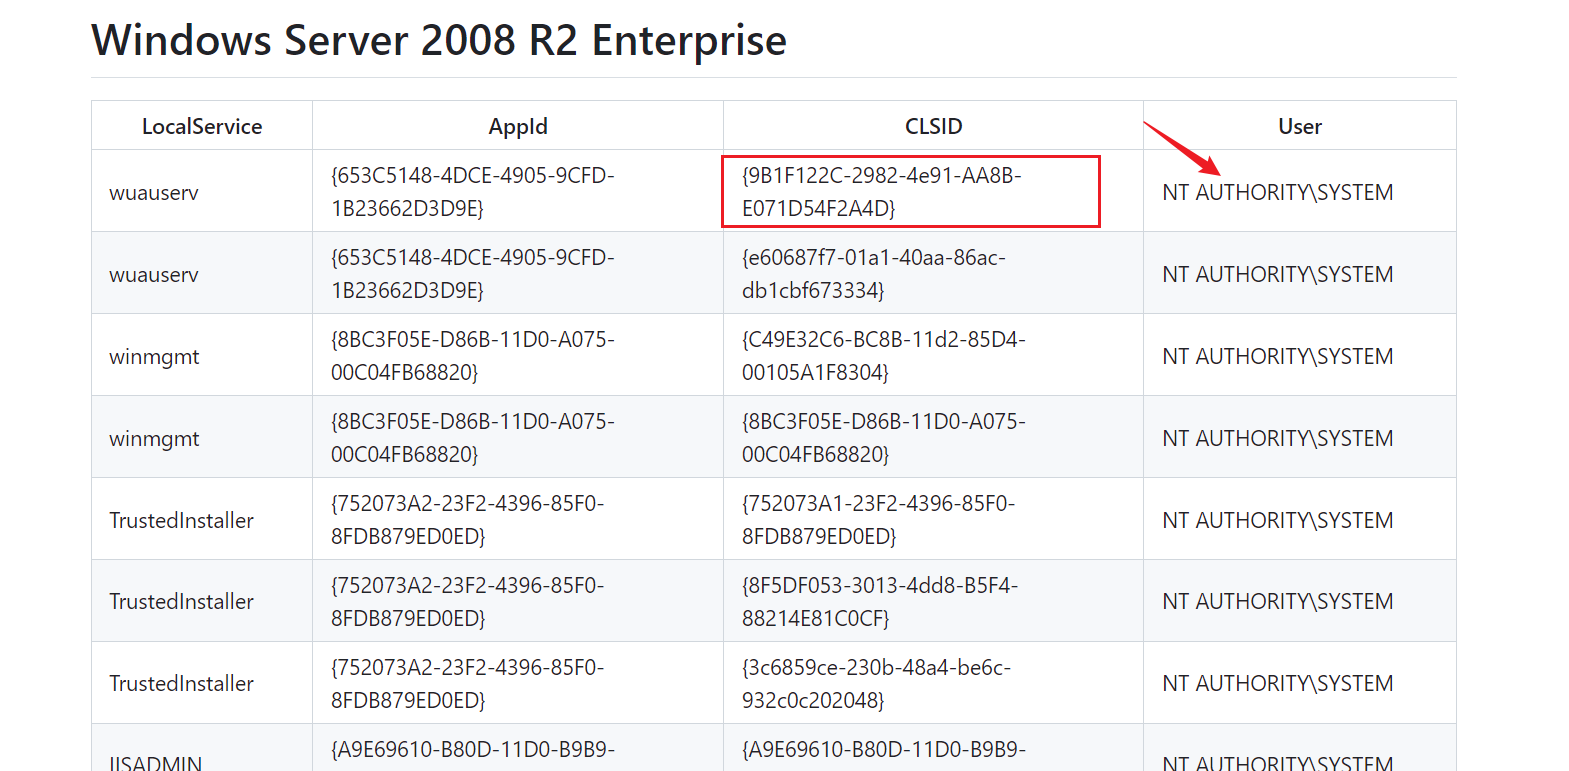 Windows Server 2008 R2 Enterprise
LocalService AppId CLSID User
wuauserv {653C5148-4DCE-4905-9CFD-1B23662D3D9E} {9B1F122C-2982-4e91-AA8B-E071D54F2A4D} NT AUTHORITY\SYSTEM
wuauserv {653C5148-4DCE-4905-9CFD-1B23662D3D9E} {e60687f7-01a1-40aa-86ac-db1cbf673334} NT AUTHORITY\SYSTEM
winmgmt {8BC3F05E-D86B-11D0-A075-00C04FB68820} {C49E32C6-BC8B-11d2-85D4-00105A1F8304} NT AUTHORITY\SYSTEM
winmgmt {8BC3F05E-D86B-11D0-A075-00C04FB68820} {8BC3F05E-D86B-11D0-A075-00C04FB68820} NT AUTHORITY\SYSTEM
TrustedInstaller {752073A2-23F2-4396-85F0-8FDB879ED0ED} {752073A1-23F2-4396-85F0-8FDB879ED0ED} NT AUTHORITY\SYSTEM
TrustedInstaller {752073A2-23F2-4396-85F0-8FDB879ED0ED} {8F5DF053-3013-4dd8-B5F4-88214E81C0CF} NT AUTHORITY\SYSTEM
TrustedInstaller {752073A2-23F2-4396-85F0-8FDB879ED0ED} {3c6859ce-230b-48a4-be6c-932c0c202048} NT AUTHORITY\SYSTEM
IISADMIN {A9E69610-B80D-11D0-B9B9- {A9E69610-B80D-11D0-B9B9- NT AUTHORITY\SYSTEM